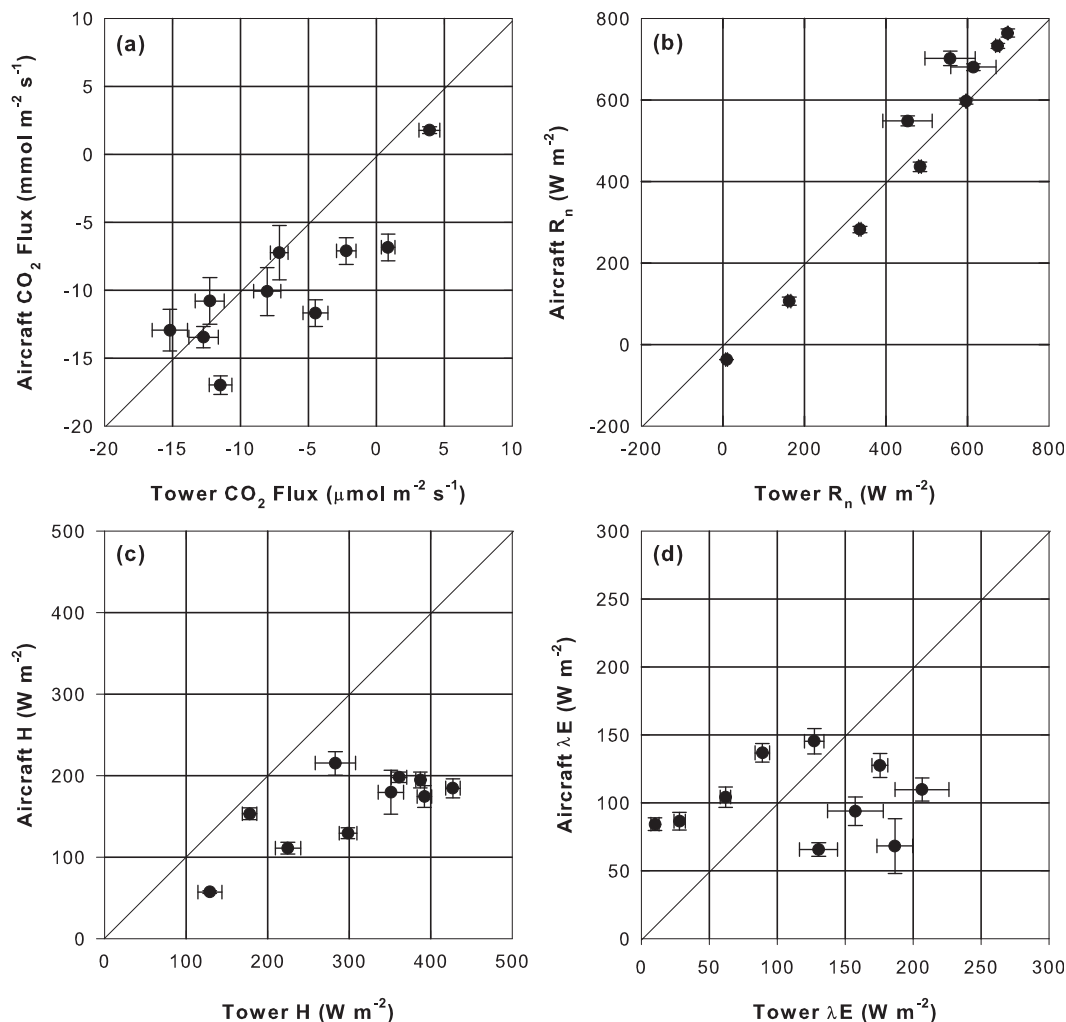 (a)
10
5
0
-5
-10
-15
-20
-20 -15 -10 -5 0 5 10
Aircraft CO₂ Flux (mmol m⁻² s⁻¹)
Tower CO₂ Flux (μmol m⁻² s⁻¹)
(b)
800
600
400
200
0
-200
-200 0 200 400 600 800
Aircraft Rₙ (W m⁻²)
Tower Rₙ (W m⁻²)
(c)
500
400
300
200
100
0
0 100 200 300 400 500
Aircraft H (W m⁻²)
Tower H (W m⁻²)
(d)
300
250
200
150
100
50
0
0 50 100 150 200 250 300
Aircraft λE (W m⁻²)
Tower λE (W m⁻²)